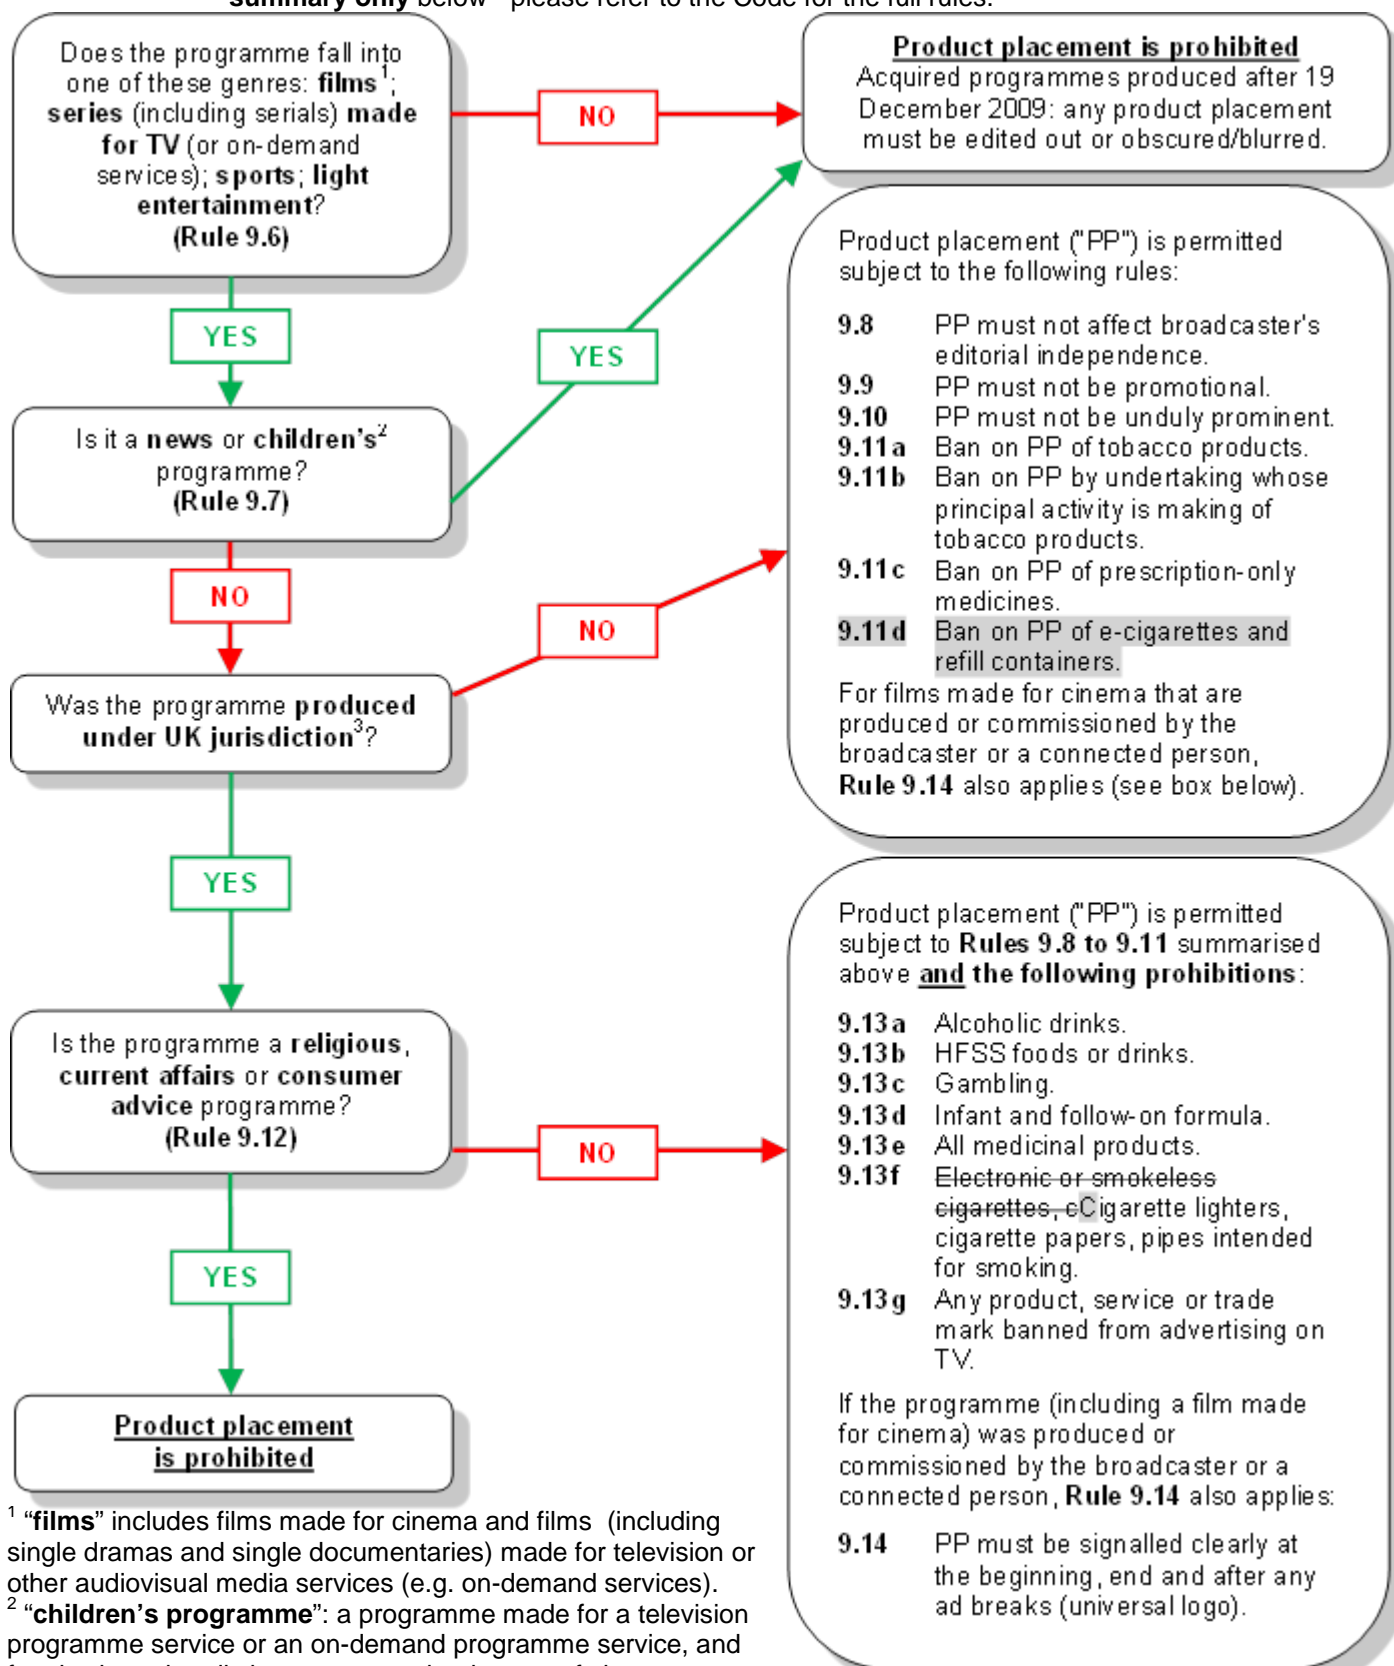 summary only below - please refer to the Code for the full rules.
Does the programme fall into
one of these genres: films1;
series (including serials) made
for TV (or on-demand
services); sports; light
entertainment?
(Rule 9.6)
NO
Product placement is prohibited
Acquired programmes produced after 19
December 2009: any product placement
must be edited out or obscured/blurred.
YES
YES
Is it a news or children's2
programme?
(Rule 9.7)
NO
NO
Product placement ("PP") is permitted
subject to the following rules:
9.8 PP must not affect broadcaster's
editorial independence.
9.9 PP must not be promotional.
9.10 PP must not be unduly prominent.
9.11a Ban on PP of tobacco products.
9.11b Ban on PP by undertaking whose
principal activity is making of
tobacco products.
9.11c Ban on PP of prescription-only
medicines.
9.11d Ban on PP of e-cigarettes and
refill containers.
For films made for cinema that are
produced or commissioned by the
broadcaster or a connected person,
Rule 9.14 also applies (see box below).
Was the programme produced
under UK jurisdiction3?
YES
Is the programme a religious,
current affairs or consumer
advice programme?
(Rule 9.12)
NO
Product placement ("PP") is permitted
subject to Rules 9.8 to 9.11 summarised
above and the following prohibitions:
9.13a Alcoholic drinks.
9.13b HFSS foods or drinks.
9.13c Gambling.
9.13d Infant and follow-on formula.
9.13e All medicinal products.
9.13f Electronic or smokeless
cigarettes, cCigarette lighters,
cigarette papers, pipes intended
for smoking.
9.13g Any product, service or trade
mark banned from advertising on
TV.
If the programme (including a film made
for cinema) was produced or
commissioned by the broadcaster or a
connected person, Rule 9.14 also applies:
9.14 PP must be signalled clearly at
the beginning, end and after any
ad breaks (universal logo).
YES
Product placement
is prohibited
1 “films” includes films made for cinema and films (including
single dramas and single documentaries) made for television or
other audiovisual media services (e.g. on-demand services).
2 “children’s programme”: a programme made for a television
programme service or an on-demand programme service, and